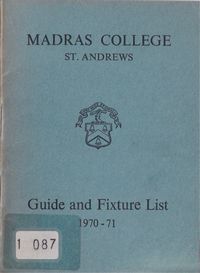 MADRAS COLLEGE
ST. ANDREWS
Guide and Fixture List
1970-71
1 087